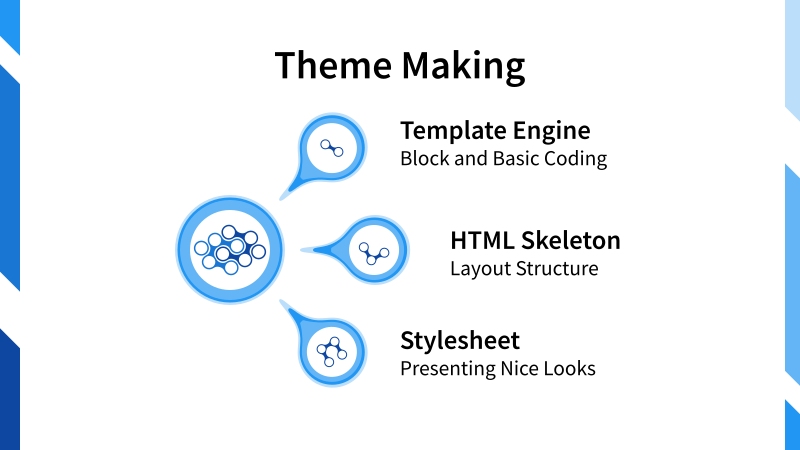 Theme Making
Template Engine
Block and Basic Coding
HTML Skeleton
Layout Structure
Stylesheet
Presenting Nice Looks